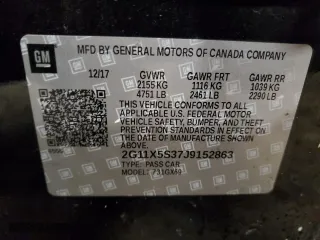 GM
MFD BY GENERAL MOTORS OF CANADA COMPANY
12/17 GVWR GAWR FRT GAWR RR
2155 KG 1116 KG 1039 KG
4751 LB 2461 LB 2290 LB
THIS VEHICLE CONFORMS TO ALL
APPLICABLE U.S. FEDERAL MOTOR
VEHICLE SAFETY, BUMPER, AND THEFT
PREVENTION STANDARDS IN EFFECT ON
THE DATE OF MANUFACTURE SHOWN ABOVE.
2G11X5S37J9152863
TYPE: PASS CAR
MODEL: